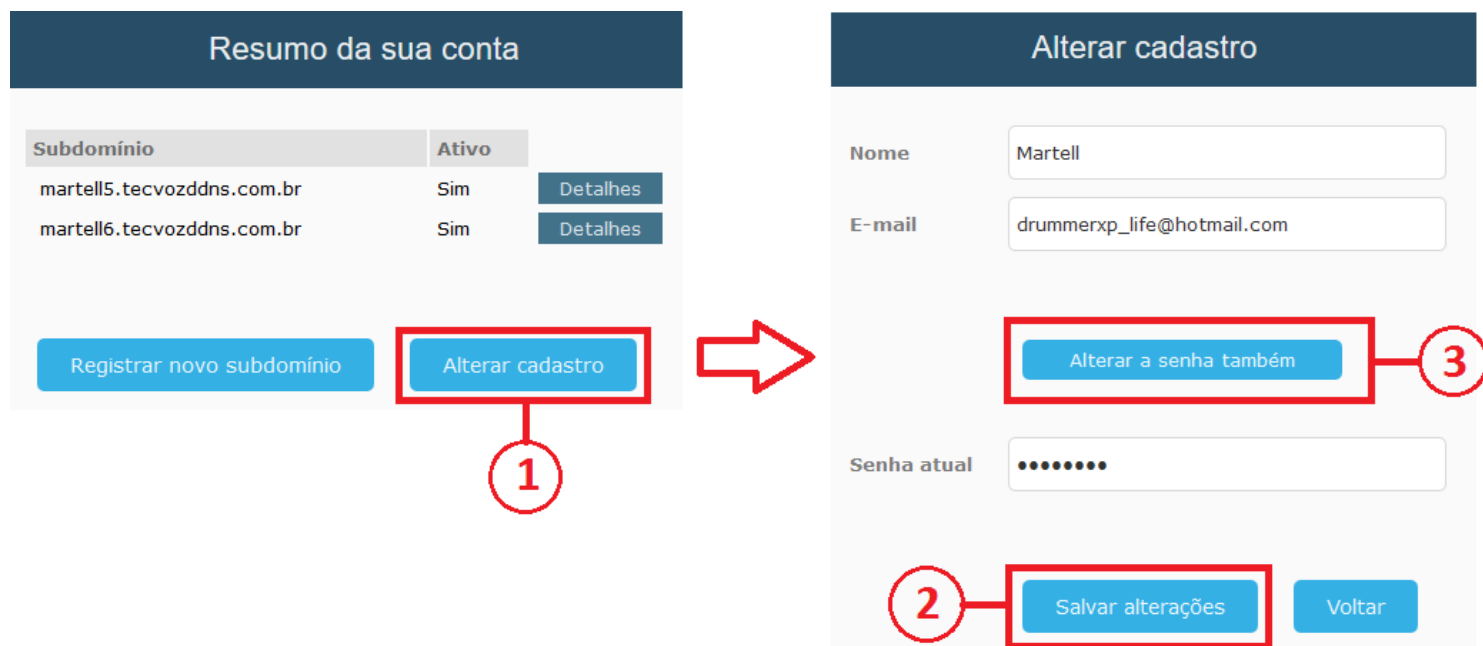 Resumo da sua conta
Subdomínio Ativo
martell5.tecvozddns.com.br Sim Detalhes
martell6.tecvozddns.com.br Sim Detalhes
Registrar novo subdomínio Alterar cadastro
1
Alterar cadastro
Nome Martell
E-mail drummerxp_life@hotmail.com
Alterar a senha também
3
Senha atual ••••••••
2
Salvar alterações Voltar